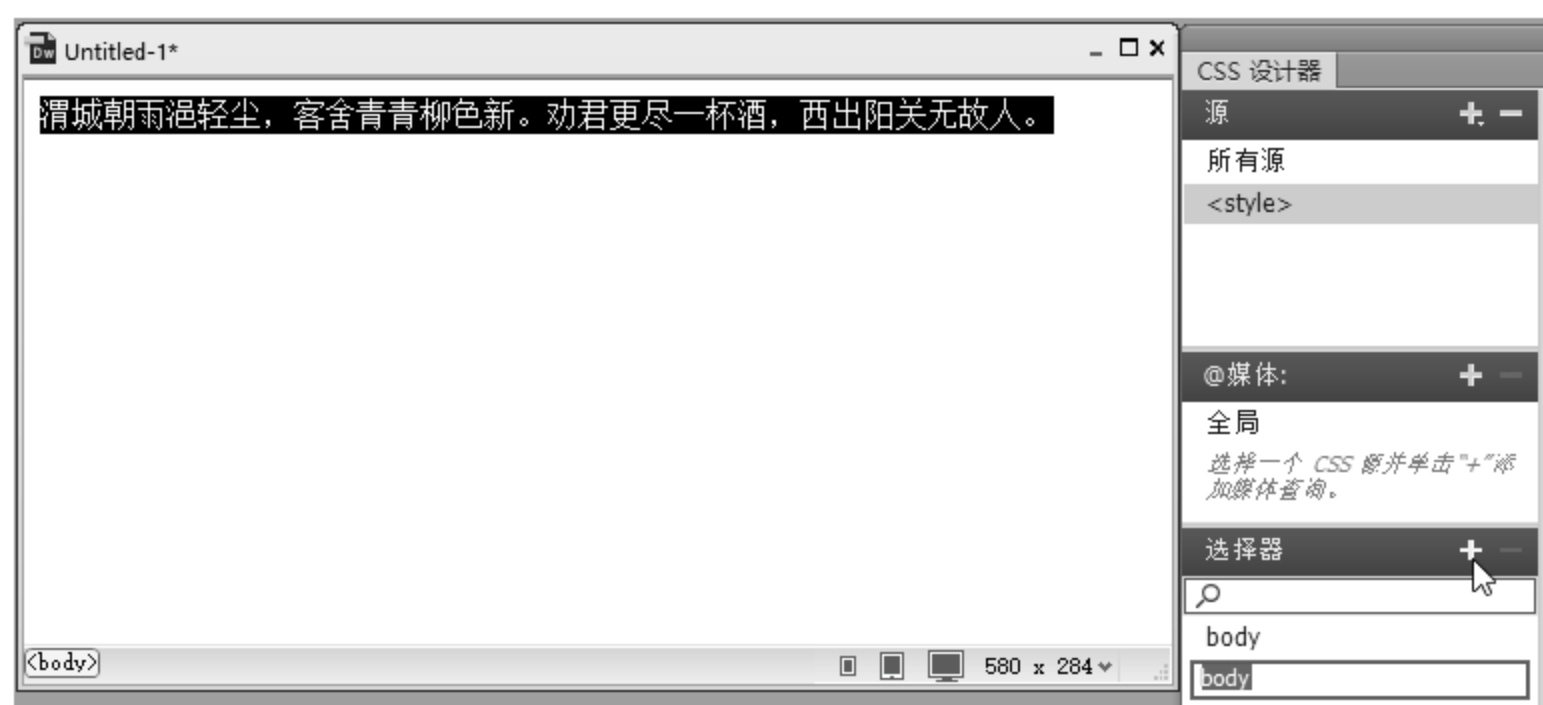 Untitled-1*
渭城朝雨浥轻尘，客舍青青柳色新。劝君更尽一杯酒，西出阳关无故人。
<body>
580 x 284
CSS 设计器
源
所有源
<style>
@媒体:
全局
选择一个 CSS 源并单击"+"添
加媒体查询。
选择器
body
body